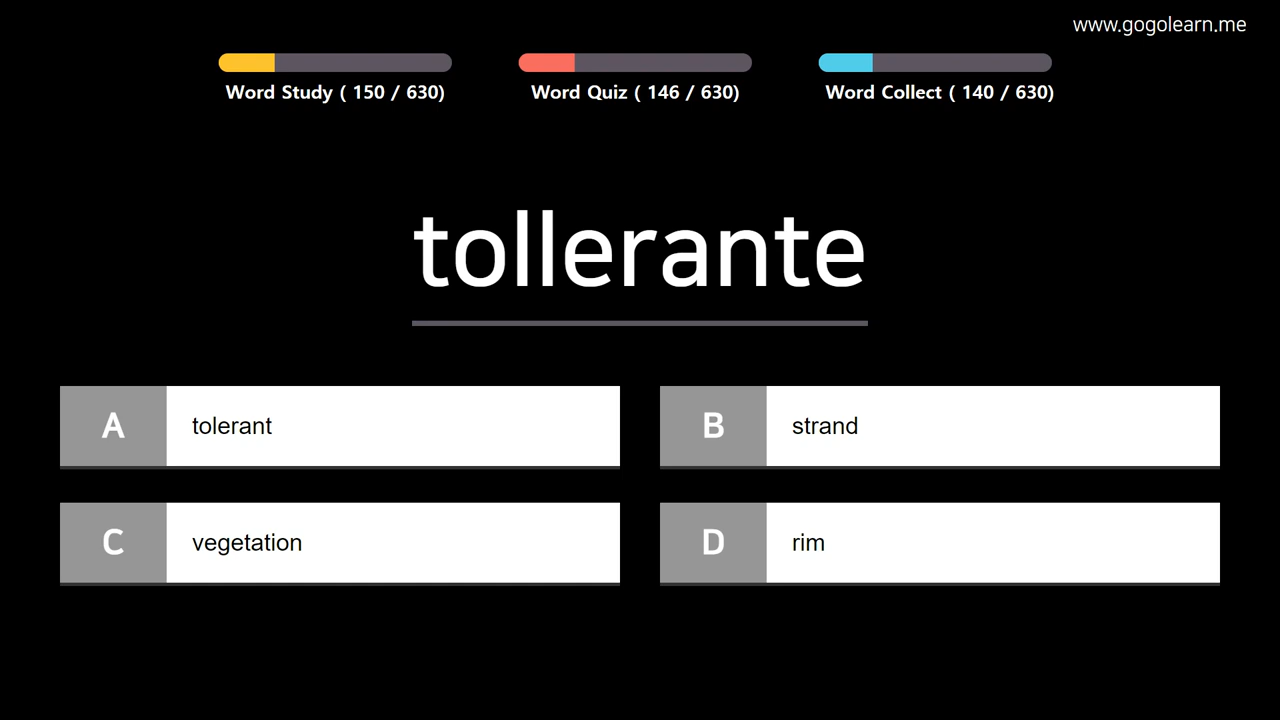 www.gogolearn.me
Word Study ( 150 / 630)
Word Quiz ( 146 / 630)
Word Collect ( 140 / 630)
tollerante
A tolerant
B strand
C vegetation
D rim